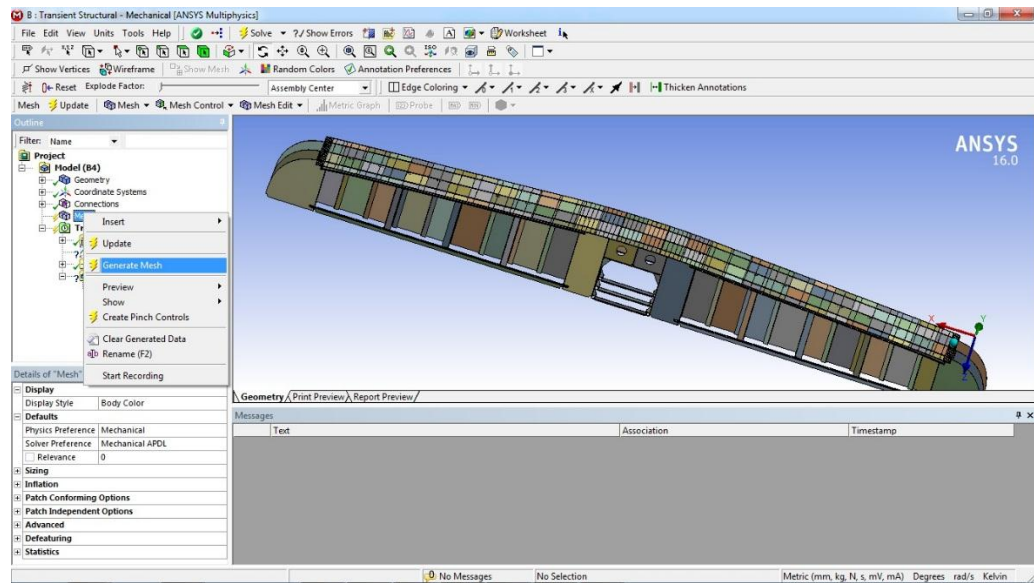 B : Transient Structural - Mechanical [ANSYS Multiphysics]
File Edit View Units Tools Help Solve ?/ Show Errors A Worksheet
Show Vertices Wireframe Show Mesh Random Colors Annotation Preferences
Reset Explode Factor: Assembly Center Edge Coloring Thicken Annotations
Mesh Update Mesh Mesh Control Mesh Edit Metric Graph Probe
Outline
Filter: Name
Project
Model (B4)
Geometry
Coordinate Systems
Connections
Insert
Update
Generate Mesh
Preview
Show
Create Pinch Controls
Clear Generated Data
Rename (F2)
Start Recording
ANSYS
16.0
X
Y
Z
Details of "Mesh"
Display
Display Style Body Color
Defaults
Physics Preference Mechanical
Solver Preference Mechanical APDL
Relevance 0
Sizing
Inflation
Patch Conforming Options
Patch Independent Options
Advanced
Defeaturing
Statistics
Geometry Print Preview Report Preview
Messages
Text Association Timestamp
0 No Messages No Selection Metric (mm, kg, N, s, mV, mA) Degrees rad/s Kelvin